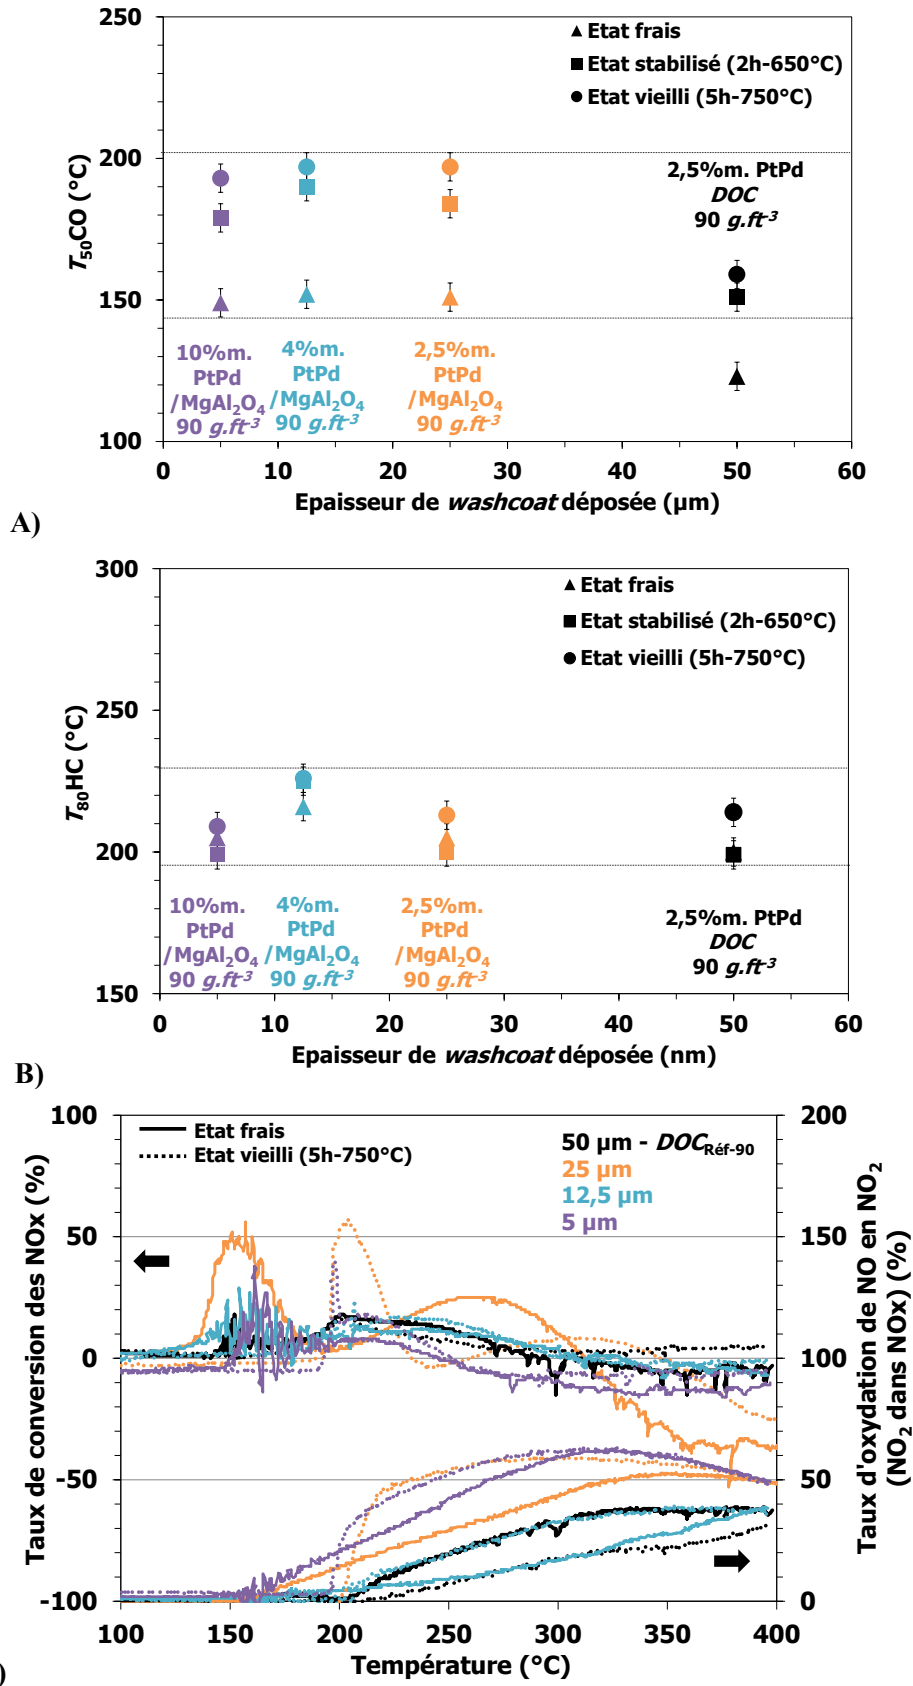 250
200
150
100
T50CO (°C)
Etat frais
Etat stabilisé (2h-650°C)
Etat vieilli (5h-750°C)
2,5%m. PtPd
DOC
90 g.ft-3
10%m.
PtPd
/MgAl2O4
90 g.ft-3
4%m.
PtPd
/MgAl2O4
90 g.ft-3
2,5%m.
PtPd
/MgAl2O4
90 g.ft-3
0 10 20 30 40 50 60
Epaisseur de washcoat déposée (µm)
A)
300
250
200
150
T80HC (°C)
Etat frais
Etat stabilisé (2h-650°C)
Etat vieilli (5h-750°C)
10%m.
PtPd
/MgAl2O4
90 g.ft-3
4%m.
PtPd
/MgAl2O4
90 g.ft-3
2,5%m.
PtPd
/MgAl2O4
90 g.ft-3
2,5%m. PtPd
DOC
90 g.ft-3
0 10 20 30 40 50 60
Epaisseur de washcoat déposée (nm)
B)
100
50
0
-50
-100
Taux de conversion des NOx (%)
Etat frais
Etat vieilli (5h-750°C)
50 µm - DOCRéf-90
25 µm
12,5 µm
5 µm
200
150
100
50
0
Taux d'oxydation de NO en NO2
(NO2 dans NOx) (%)
100 150 200 250 300 350 400
Température (°C)
)